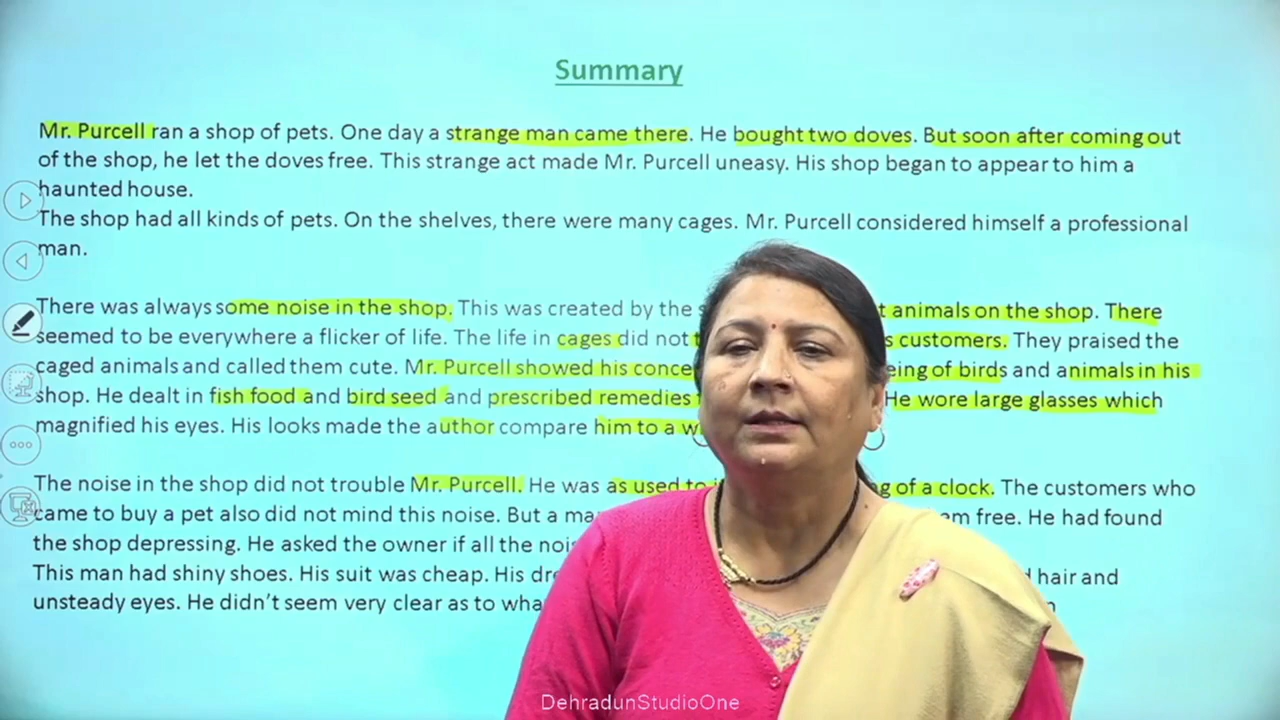 Summary
Mr. Purcell ran a shop of pets. One day a strange man came there. He bought two doves. But soon after coming out
of the shop, he let the doves free. This strange act made Mr. Purcell uneasy. His shop began to appear to him a
haunted house.
The shop had all kinds of pets. On the shelves, there were many cages. Mr. Purcell considered himself a professional
man.
There was always some noise in the shop. This was created by the animals on the shop. There
seemed to be everywhere a flicker of life. The life in cages did not customers. They praised the
caged animals and called them cute. Mr. Purcell showed his of birds and animals in his
shop. He dealt in fish food and bird seed and prescribed remedies He wore large glasses which
magnified his eyes. His looks made the author compare him to a
The noise in the shop did not trouble Mr. Purcell. He was as used to of a clock. The customers who
came to buy a pet also did not mind this noise. But a free. He had found
the shop depressing. He asked the owner if all the
This man had shiny shoes. His suit was cheap. His hair and
unsteady eyes. He didn't seem very clear as to
DehradunStudioOne